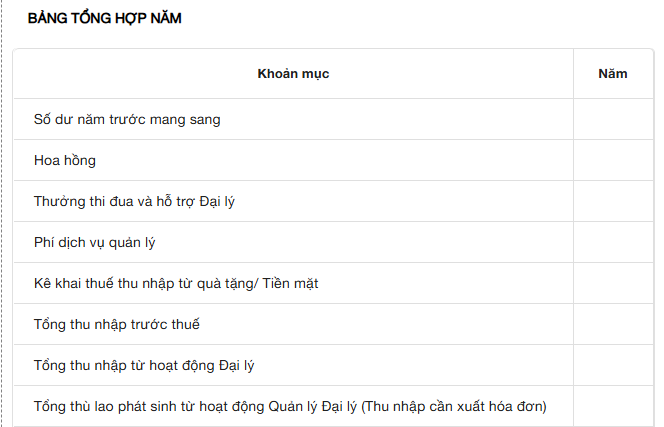 BẢNG TỔNG HỢP NĂM
Khoản mục Năm
Số dư năm trước mang sang
Hoa hồng
Thưởng thi đua và hỗ trợ Đại lý
Phí dịch vụ quản lý
Kê khai thuế thu nhập từ quà tặng/ Tiền mặt
Tổng thu nhập trước thuế
Tổng thu nhập từ hoạt động Đại lý
Tổng thù lao phát sinh từ hoạt động Quản lý Đại lý (Thu nhập cần xuất hóa đơn)